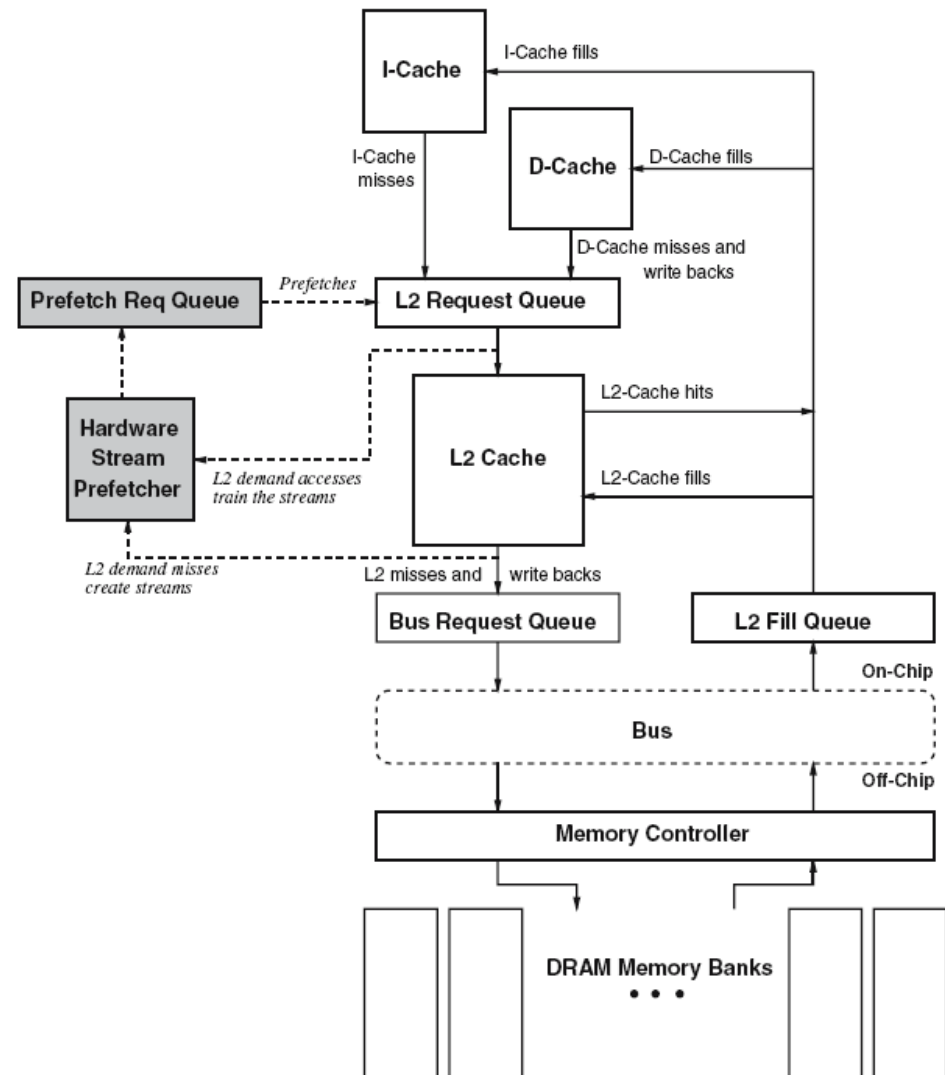 I-Cache fills
I-Cache
I-Cache
misses
D-Cache
D-Cache fills
D-Cache misses and
write backs
Prefetch Req Queue
Prefetches
L2 Request Queue
Hardware
Stream
Prefetcher
L2 demand accesses
train the streams
L2 Cache
L2-Cache hits
L2-Cache fills
L2 demand misses
create streams
L2 misses and write backs
Bus Request Queue
L2 Fill Queue
On-Chip
Bus
Off-Chip
Memory Controller
DRAM Memory Banks
• • •